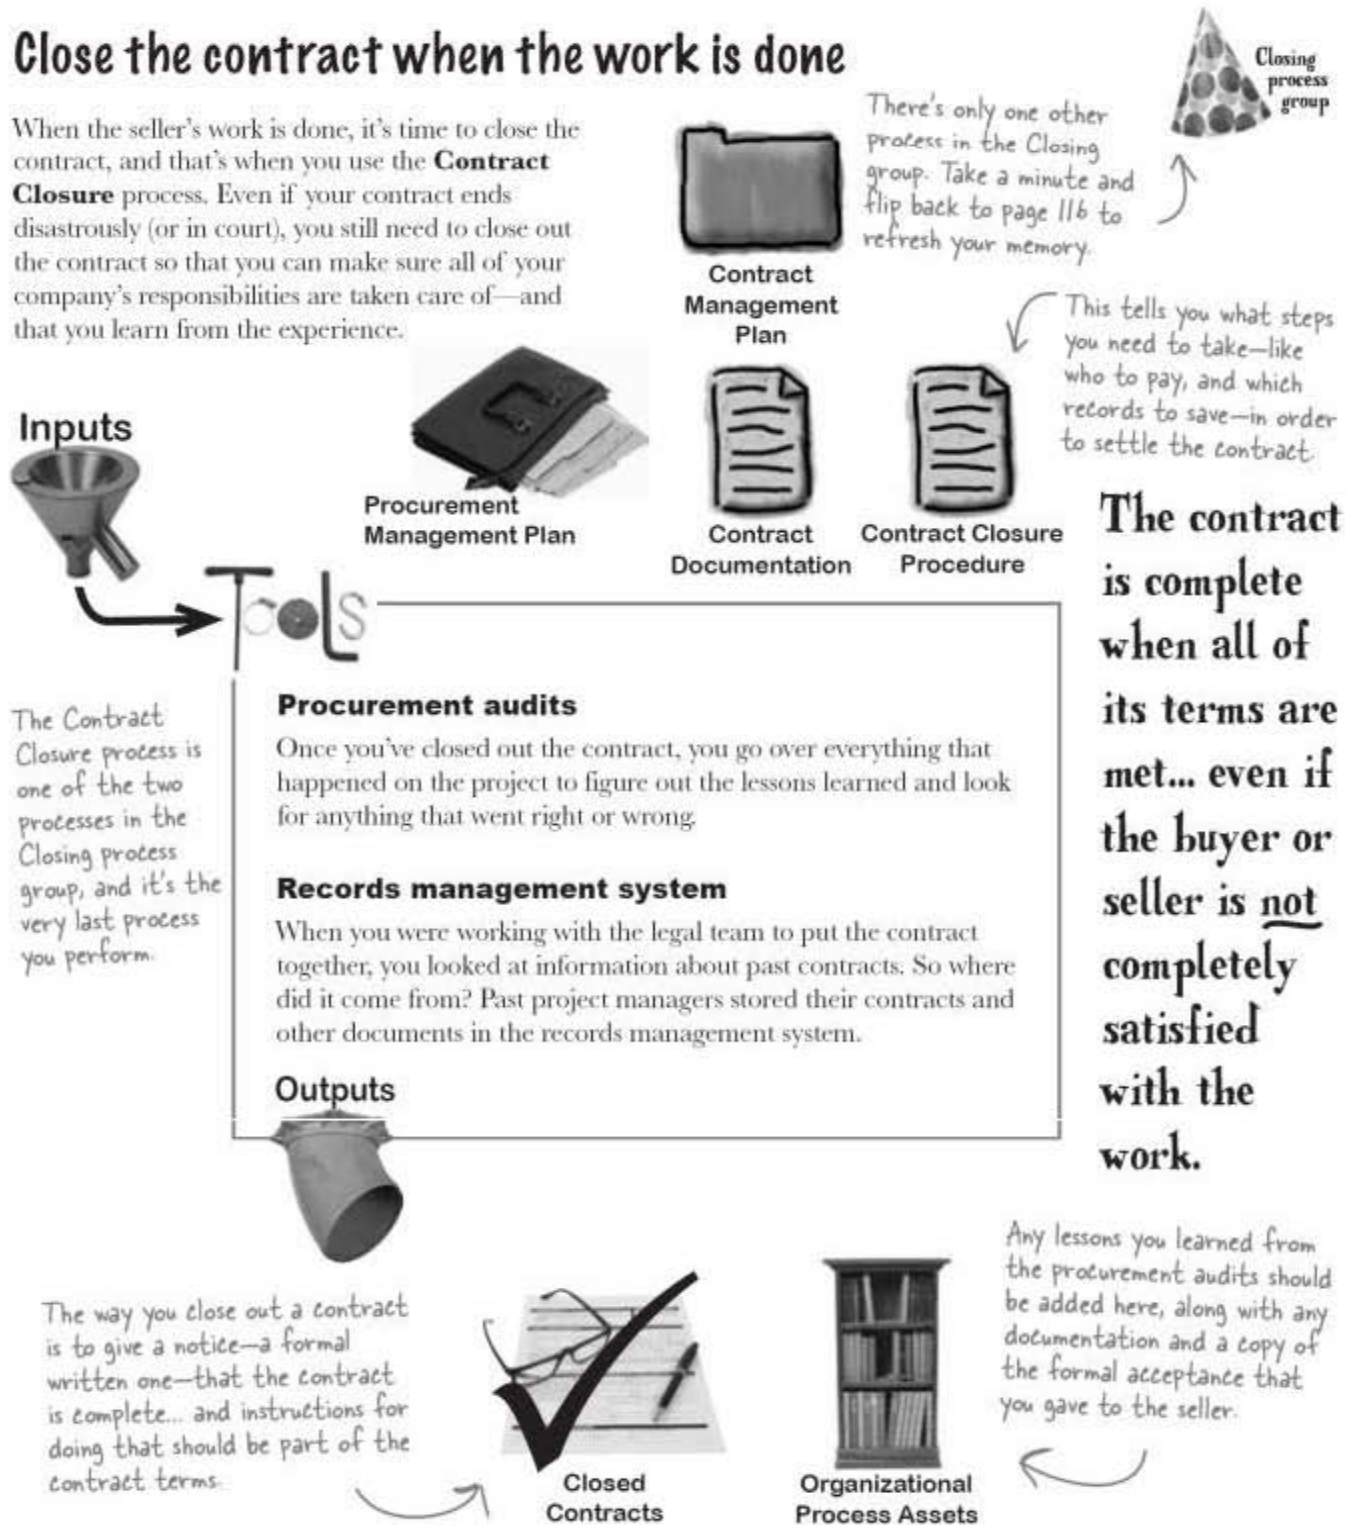 Close the contract when the work is done
Closing
process
group
When the seller's work is done, it's time to close the
contract, and that's when you use the Contract
Closure process. Even if your contract ends
disastrously (or in court), you still need to close out
the contract so that you can make sure all of your
company's responsibilities are taken care of—and
that you learn from the experience.
There's only one other
process in the Closing
group. Take a minute and
flip back to page 116 to
refresh your memory.
Contract
Management
Plan
This tells you what steps
you need to take—like
who to pay, and which
records to save—in order
to settle the contract.
Inputs
Procurement
Management Plan
Contract
Documentation
Contract Closure
Procedure
Tools
The contract
is complete
when all of
its terms are
met... even if
the buyer or
seller is not
completely
satisfied
with the
work.
The Contract
Closure process is
one of the two
processes in the
Closing process
group, and it's the
very last process
you perform.
Procurement audits
Once you've closed out the contract, you go over everything that
happened on the project to figure out the lessons learned and look
for anything that went right or wrong.
Records management system
When you were working with the legal team to put the contract
together, you looked at information about past contracts. So where
did it come from? Past project managers stored their contracts and
other documents in the records management system.
Outputs
The way you close out a contract
is to give a notice—a formal
written one—that the contract
is complete... and instructions for
doing that should be part of the
contract terms.
Closed
Contracts
Organizational
Process Assets
Any lessons you learned from
the procurement audits should
be added here, along with any
documentation and a copy of
the formal acceptance that
you gave to the seller.